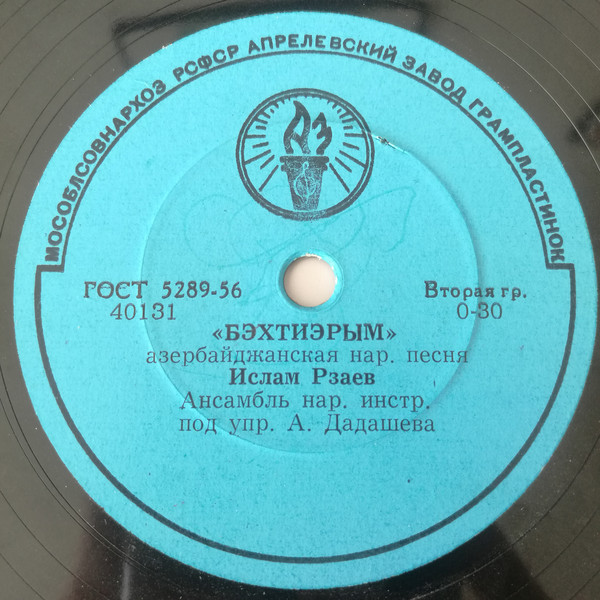 МОСОБЛСОВНАРХОЗ РСФСР АПРЕЛЕВСКИЙ ЗАВОД ГРАМПЛАСТИНОК
АЗ
ГОСТ 5289-56
40131
Вторая гр.
0-30
«БЭХТИЭРЫМ»
азербайджанская нар. песня
Ислам Рзаев
Ансамбль нар. инстр.
под упр. А. Дадашева